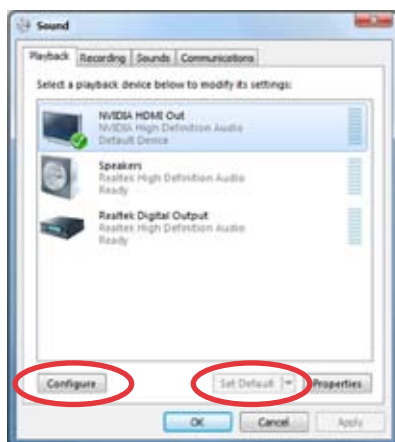 Sound
Playback Recording Sounds Communications
Select a playback device below to modify its settings:
NVIDIA HDMI Out
NVIDIA High Definition Audio
Default Device
Speakers
Realtek High Definition Audio
Ready
Realtek Digital Output
Realtek High Definition Audio
Ready
Configure Set Default Properties
OK Cancel Apply